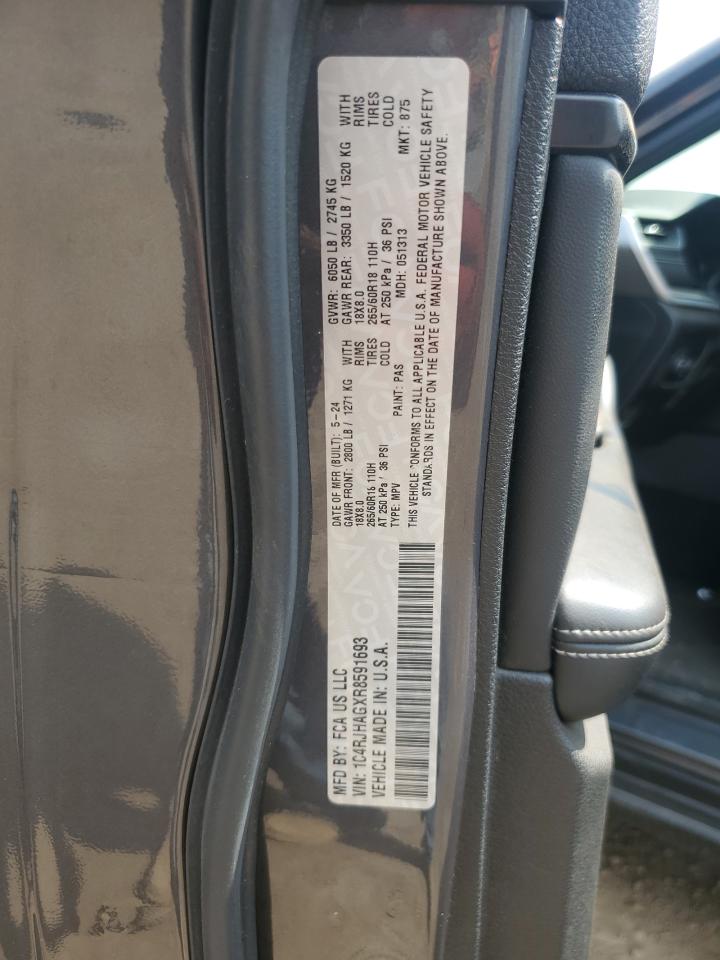 MFD BY: FCA US LLC
VIN: 1C4RJHAGXR8591693
VEHICLE MADE IN: U.S.A.
DATE OF MFR (BUILT): 5-24
GAWR FRONT: 2800 LB / 1271 KG WITH
18X8.0 RIMS
265/60R18 110H TIRES
AT 250 kPa / 36 PSI COLD
TYPE: MPV PAINT: PAS
GVWR: 6050 LB / 2745 KG
GAWR REAR: 3350 LB / 1520 KG WITH
18X8.0 RIMS
265/60R18 110H TIRES
AT 250 kPa / 36 PSI COLD
MDH: 051313 MKT: 875
THIS VEHICLE CONFORMS TO ALL APPLICABLE U.S.A. FEDERAL MOTOR VEHICLE SAFETY
STANDARDS IN EFFECT ON THE DATE OF MANUFACTURE SHOWN ABOVE.